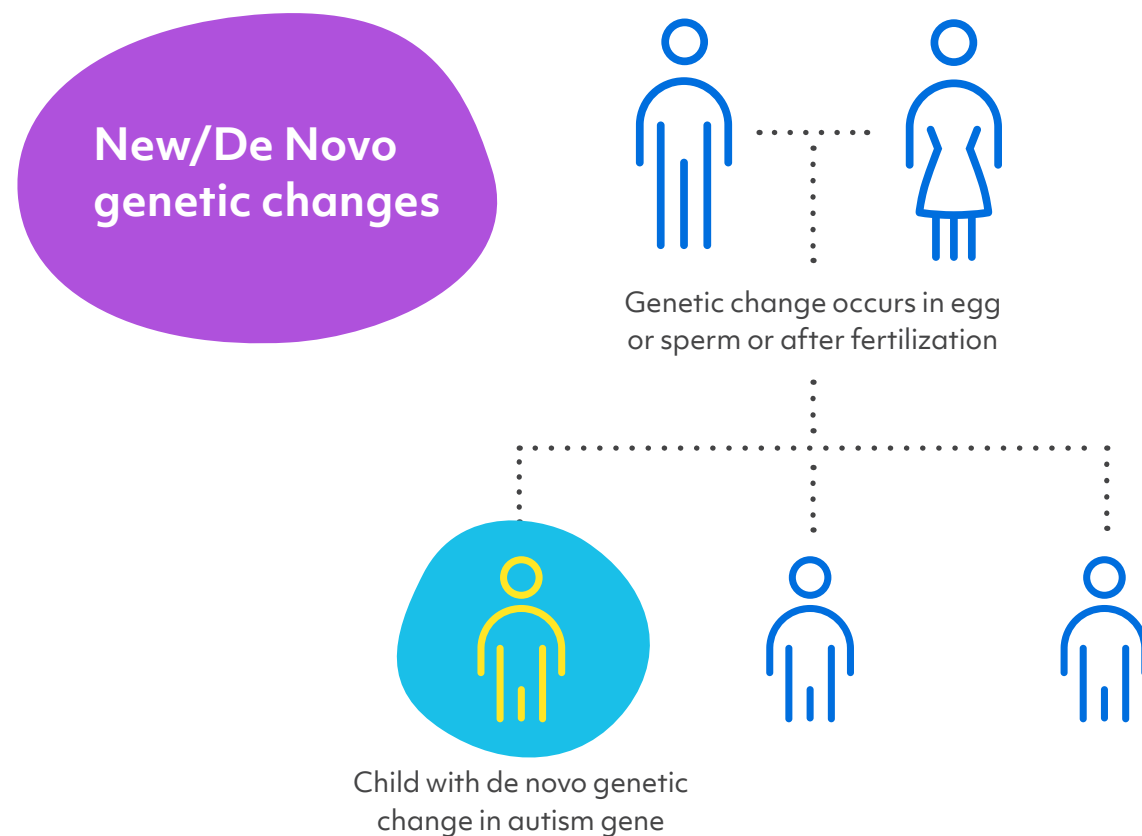 New/De Novo
genetic changes
Genetic change occurs in egg
or sperm or after fertilization
Child with de novo genetic
change in autism gene